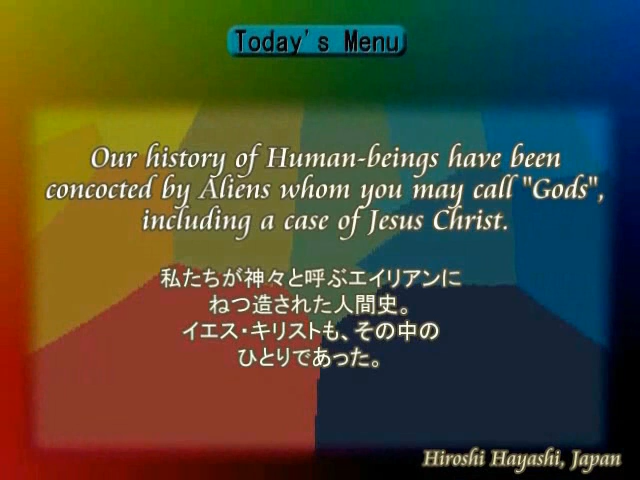 Today's Menu
Our history of Human-beings have been
concocted by Aliens whom you may call "Gods",
including a case of Jesus Christ.
私たちが神々と呼ぶエイリアンに
ねつ造された人間史。
イエス・キリストも、その中の
ひとりであった。
Hiroshi Hayashi, Japan